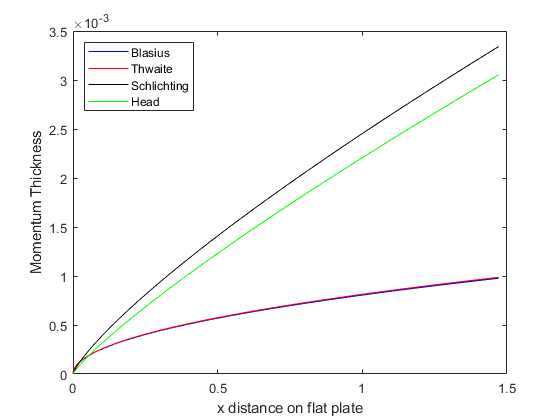 ×10⁻³
3.5
3
2.5
2
1.5
1
0.5
0
Momentum Thickness
Blasius
Thwaite
Schlichting
Head
0 0.5 1 1.5
x distance on flat plate